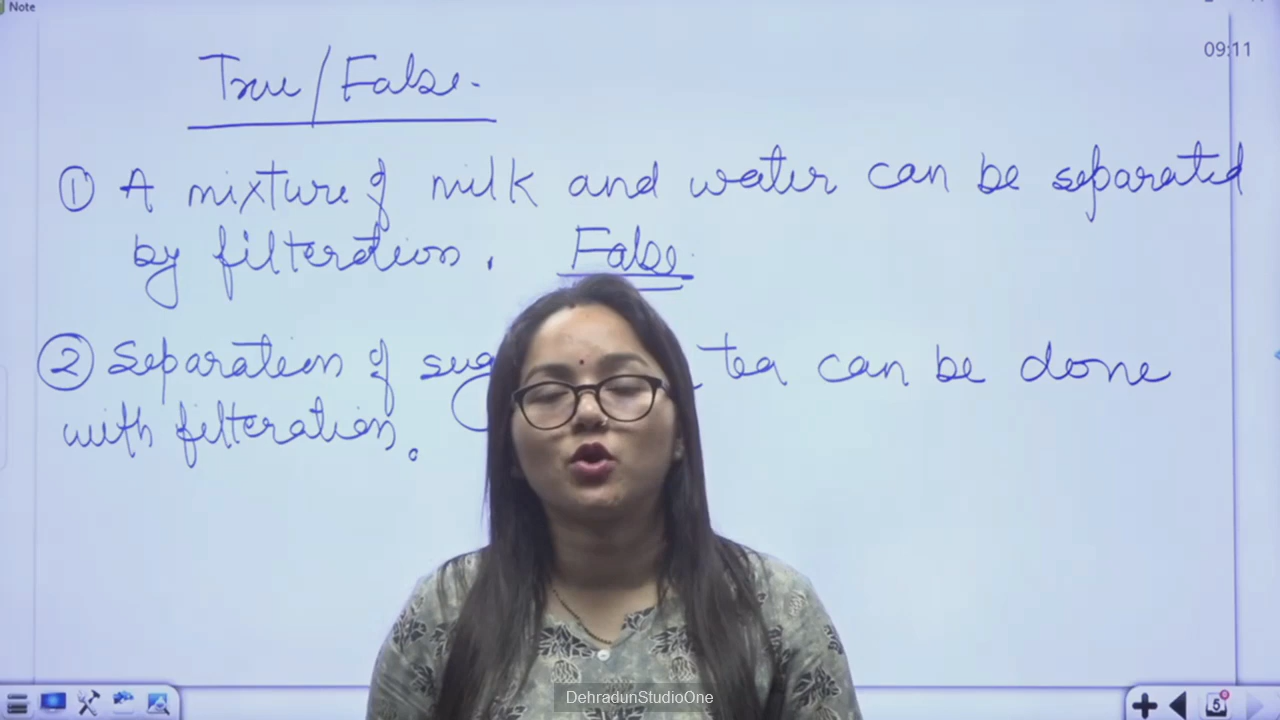 Note
09:11
True/False.
① A mixture of milk and water can be separated
by filteration. False
② Separation of tea can be done
with filteration.
5
DehradunStudioOne